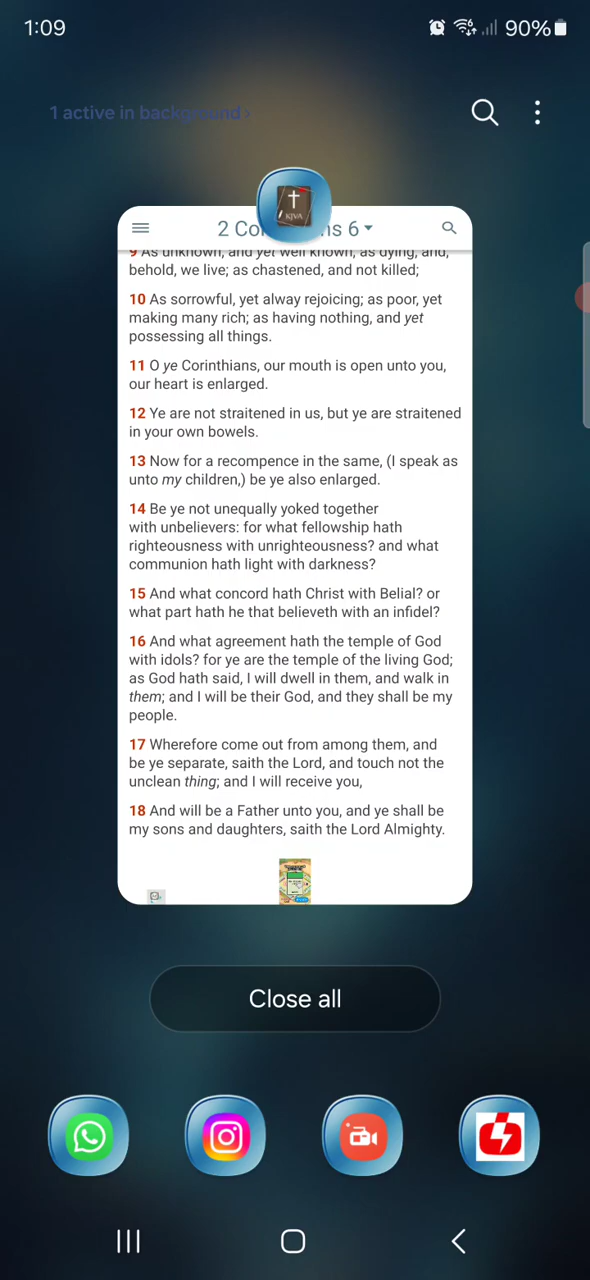 1:09
90%
1 active in background ›
KJVA
2 Co ns 6
9 As unknown, and yet well known; as dying, and,
behold, we live; as chastened, and not killed;
10 As sorrowful, yet alway rejoicing; as poor, yet
making many rich; as having nothing, and yet
possessing all things.
11 O ye Corinthians, our mouth is open unto you,
our heart is enlarged.
12 Ye are not straitened in us, but ye are straitened
in your own bowels.
13 Now for a recompence in the same, (I speak as
unto my children,) be ye also enlarged.
14 Be ye not unequally yoked together
with unbelievers: for what fellowship hath
righteousness with unrighteousness? and what
communion hath light with darkness?
15 And what concord hath Christ with Belial? or
what part hath he that believeth with an infidel?
16 And what agreement hath the temple of God
with idols? for ye are the temple of the living God;
as God hath said, I will dwell in them, and walk in
them; and I will be their God, and they shall be my
people.
17 Wherefore come out from among them, and
be ye separate, saith the Lord, and touch not the
unclean thing; and I will receive you,
18 And will be a Father unto you, and ye shall be
my sons and daughters, saith the Lord Almighty.
Close all